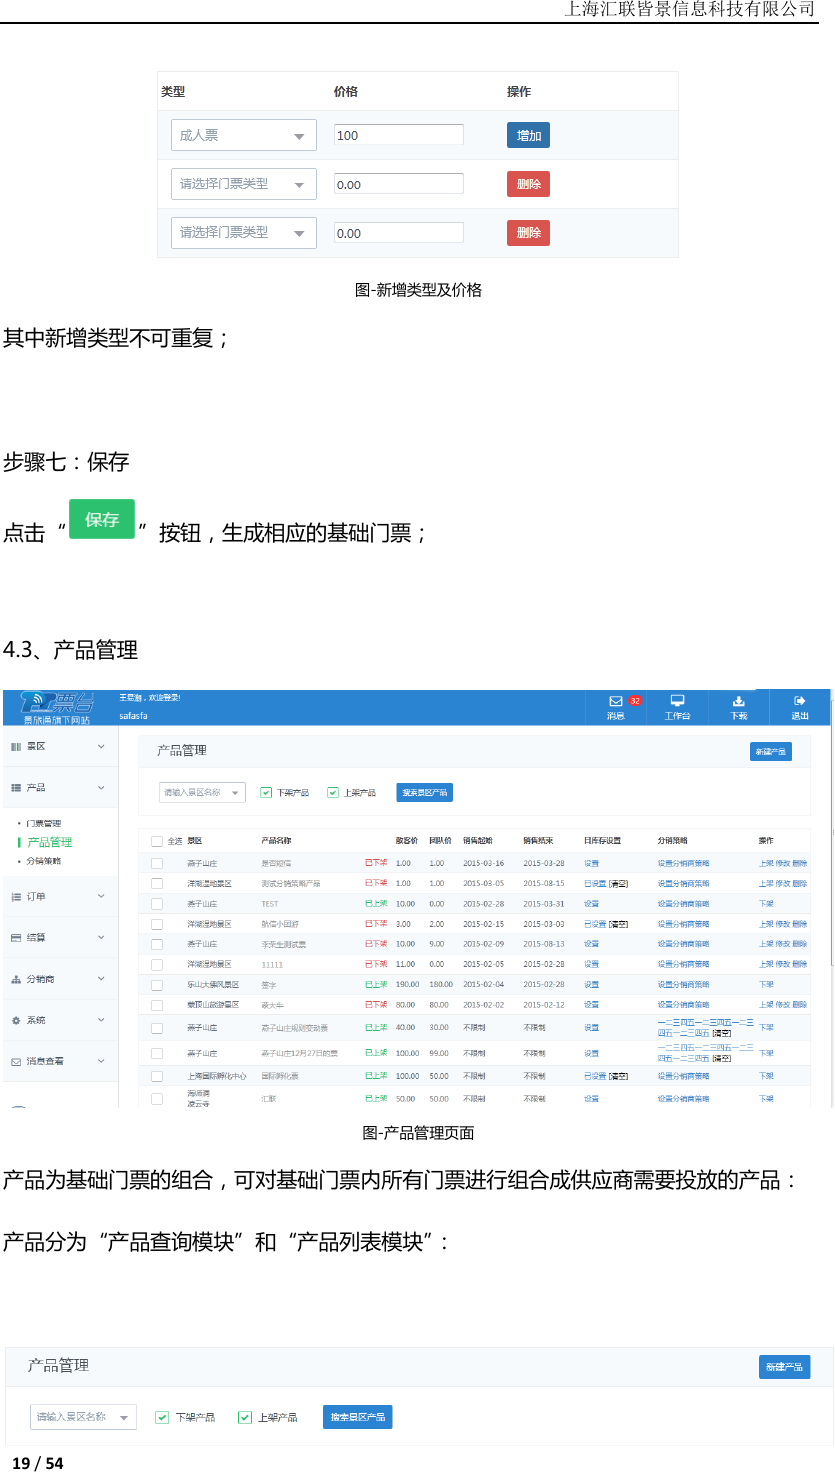 上海汇联皆景信息科技有限公司
类型 价格 操作
成人票 100 增加
请选择门票类型 0.00 删除
请选择门票类型 0.00 删除
图-新增类型及价格
其中新增类型不可重复；
步骤七：保存
点击“ 保存 ”按钮，生成相应的基础门票；
4.3、产品管理
票台
景旅通旗下网站
欢迎登录!
safasfa
32
消息 工作台 下载 退出
景区
产品
门票管理
产品管理
分销策略
订单
结算
分销商
系统
消息查看
产品管理 新建产品
请输入景区名称 下架产品 上架产品 搜索景区产品
全选 景区 产品名称 散客价 团队价 销售起始 销售结束 日库存设置 分销策略 操作
燕子山庄 是否短信 已下架 1.00 1.00 2015-03-16 2015-03-28 设置 设置分销商策略 上架 修改 删除
洋湖湿地景区 测试分销策略产品 已下架 1.00 1.00 2015-03-05 2015-08-15 已设置 [清空] 设置分销商策略 上架 修改 删除
燕子山庄 TEST 已上架 10.00 0.00 2015-02-28 2015-03-31 设置 设置分销商策略 下架
洋湖湿地景区 航信小团游 已下架 3.00 2.00 2015-02-15 2015-03-03 已设置 [清空] 设置分销商策略 上架 修改 删除
燕子山庄 李荣生测试票 已下架 10.00 9.00 2015-02-09 2015-08-13 设置 设置分销商策略 上架 修改 删除
洋湖湿地景区 11111 已下架 11.00 0.00 2015-02-05 2015-02-28 设置 设置分销商策略 上架 修改 删除
乐山大佛风景区 签字 已上架 190.00 180.00 2015-02-04 2015-02-28 设置 设置分销商策略 下架
蒙顶山旅游景区 已下架 80.00 80.00 2015-02-02 2015-02-12 设置 设置分销商策略 上架 修改 删除
燕子山庄 燕子山庄规则变动票 已上架 40.00 30.00 不限制 不限制 设置 一二三四五一二三四五一二三四五一二三四五 [清空] 下架
燕子山庄 燕子山庄12月27日的票 已上架 100.00 99.00 不限制 不限制 设置 一二三四五一二三四五一二三四五一二三四五 [清空] 下架
上海国际孵化中心 国际孵化票 已上架 100.00 50.00 不限制 不限制 已设置 [清空] 设置分销商策略 下架
凌云寺 汇联 已上架 50.00 50.00 不限制 不限制 设置 设置分销商策略 下架
图-产品管理页面
产品为基础门票的组合，可对基础门票内所有门票进行组合成供应商需要投放的产品：
产品分为“产品查询模块”和“产品列表模块”：
产品管理 新建产品
请输入景区名称 下架产品 上架产品 搜索景区产品
19 / 54